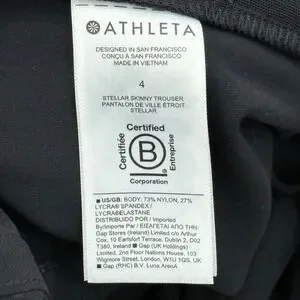 ATHLETA
DESIGNED IN SAN FRANCISCO
CONÇU À SAN FRANCISCO
MADE IN VIETNAM
4
STELLAR SKINNY TROUSER
PANTALON DE VILLE ÉTROIT
STELLAR
Certified
Certifiée
B
Entreprise
Corporation
■ US/GB: BODY: 73% NYLON, 27%
LYCRA® SPANDEX /
LYCRA®ELASTANE
DISTRIBUIDO POR / Imported
By/Importe Par / ΕΙΣΑΓΕΤΑΙ ΑΠΟ
Gap Stores (Ireland) Limited c/o Arthur
Cox, 10 Earlsfort Terrace, Dublin 2, D02
T380, Ireland ■ Gap (UK Holdings)
Limited, 2nd Floor Nations House, 103
Wigmore Street, London, W1U 1QS, UK
■ Gap (RHC) B.V. Luna ArenA